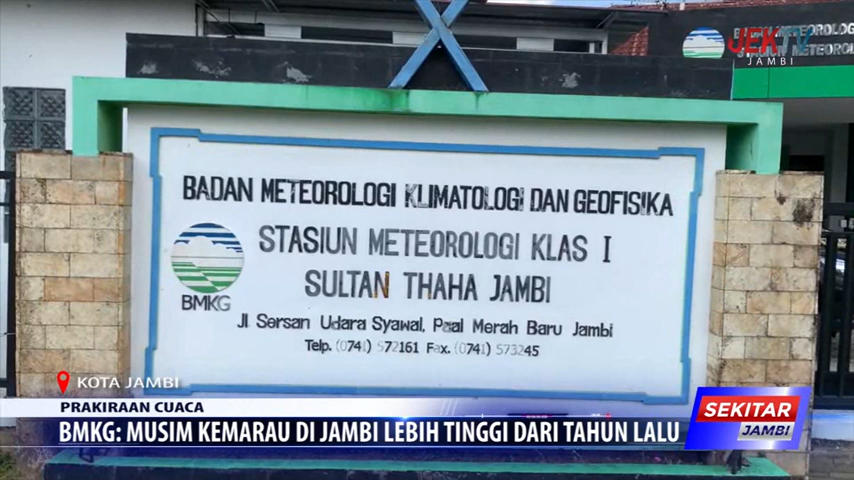 JEKTV
JAMBI
BADAN METEOROLOGI KLIMATOLOGI DAN GEOFISIKA
STASIUN METEOROLOGI KLAS I
SULTAN THAHA JAMBI
BMKG
Jl Sersan Udara Syawal, Paal Merah Baru Jambi
Telp. (0741) 572161 Fax. (0741) 573245
KOTA JAMBI
PRAKIRAAN CUACA
BMKG: MUSIM KEMARAU DI JAMBI LEBIH TINGGI DARI TAHUN LALU
SEKITAR
JAMBI